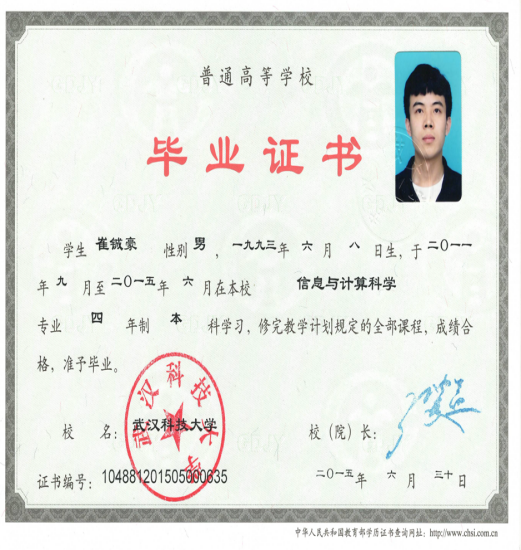 普通高等学校
毕业证书
学生 崔铖豪 性别 男 ，一九九三年 六 月 八 日生，于二〇一一
年 九 月至二〇一五年 六 月在本校 信息与计算科学
专业 四 年制 本 科学习，修完教学计划规定的全部课程，成绩合
格，准予毕业。
武汉科技大学
校 名：武汉科技大学 校（院）长：
证书编号：104881201505000635 二〇一五年 六 月 三十 日
中华人民共和国教育部学历证书查询网址：http://www.chsi.com.cn